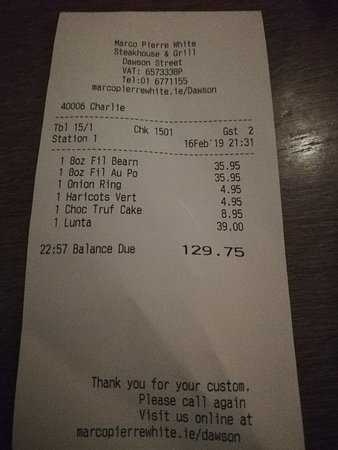 Marco Pierre White
Steakhouse & Grill
Dawson Street
VAT: 6573338P
Tel:01 6771155
marcopierrewhite.ie/Dawson
40006 Charlie
Tbl 15/1 Chk 1501 Gst 2
Station 1 16Feb'19 21:31
1 8oz Fil Bearn 35.95
1 8oz Fil Au Po 35.95
1 Onion Ring 4.95
1 Haricots Vert 4.95
1 Choc Truf Cake 8.95
1 Lunta 39.00
22:57 Balance Due 129.75
Thank you for your custom.
Please call again
Visit us online at
marcopierrewhite.ie/dawson